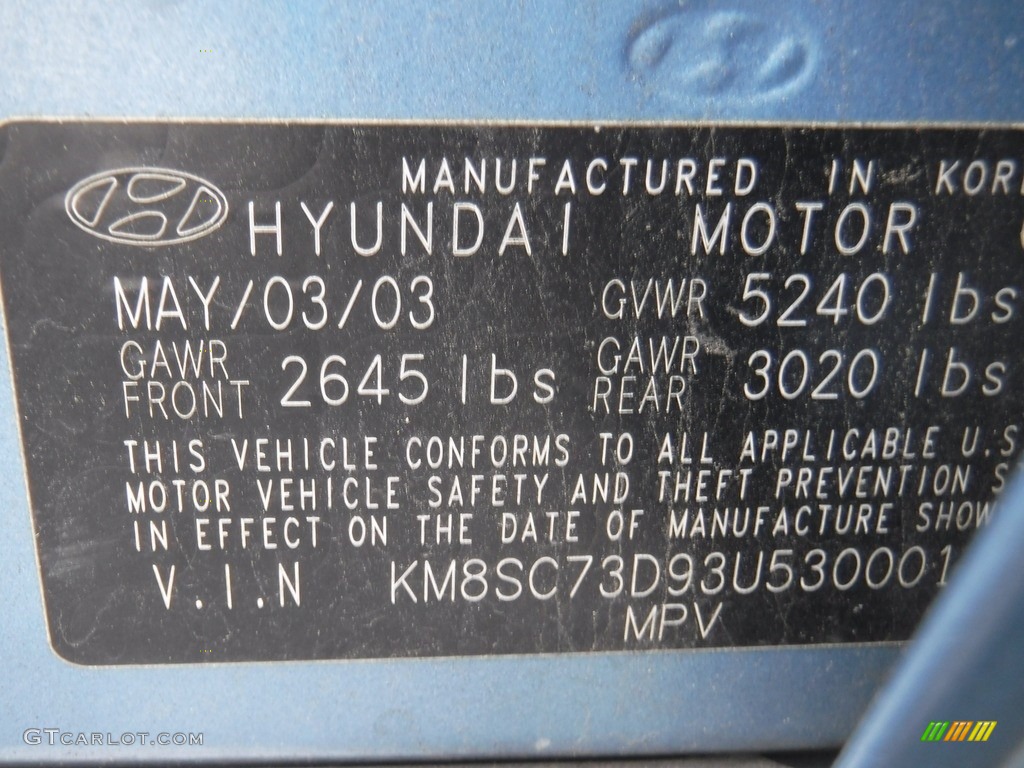 MANUFACTURED IN KOR
HYUNDAI MOTOR
MAY/03/03 GVWR 5240 lbs
GAWR FRONT 2645 lbs GAWR REAR 3020 lbs
THIS VEHICLE CONFORMS TO ALL APPLICABLE U.S
MOTOR VEHICLE SAFETY AND THEFT PREVENTION S
IN EFFECT ON THE DATE OF MANUFACTURE SHOW
V.I.N KM8SC73D93U530001
MPV
GTCARLOT.COM